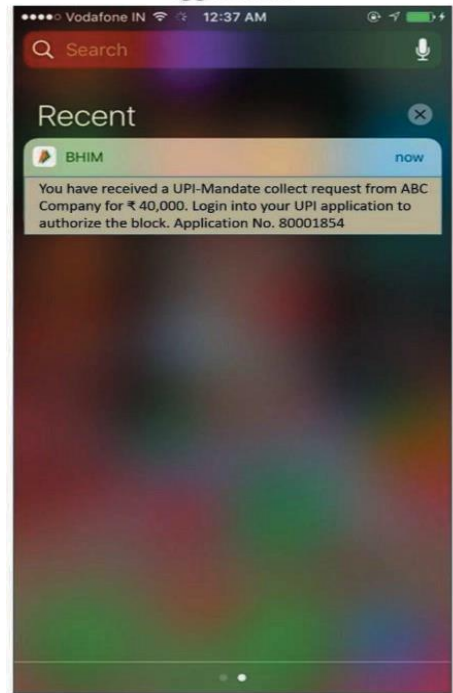 Vodafone IN 12:37 AM
Search
Recent
BHIM now
You have received a UPI-Mandate collect request from ABC
Company for ₹ 40,000. Login into your UPI application to
authorize the block. Application No. 80001854